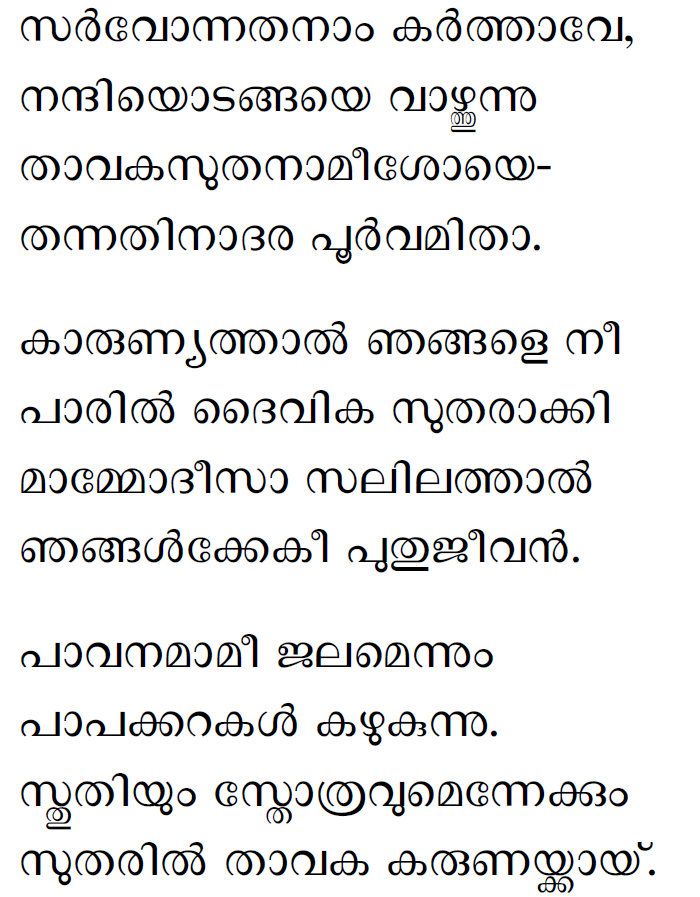 സർവോന്നതനാം കർത്താവേ,
നന്ദിയൊടങ്ങയെ വാഴ്ത്തുന്നു
താവകസുതനാമീശോയെ-
തന്നതിനാദര പൂർവമിതാ.
കാരുണ്യത്താൽ ഞങ്ങളെ നീ
പാരിൽ ദൈവിക സുതരാക്കി
മാമ്മോദീസാ സലിലത്താൽ
ഞങ്ങൾക്കേകീ പുതുജീവൻ.
പാവനമാമീ ജലമെന്നും
പാപക്കറകൾ കഴുകുന്നു.
സ്തുതിയും സ്തോത്രവുമെന്നേക്കും
സുതരിൽ താവക കരുണയ്ക്കായ്.